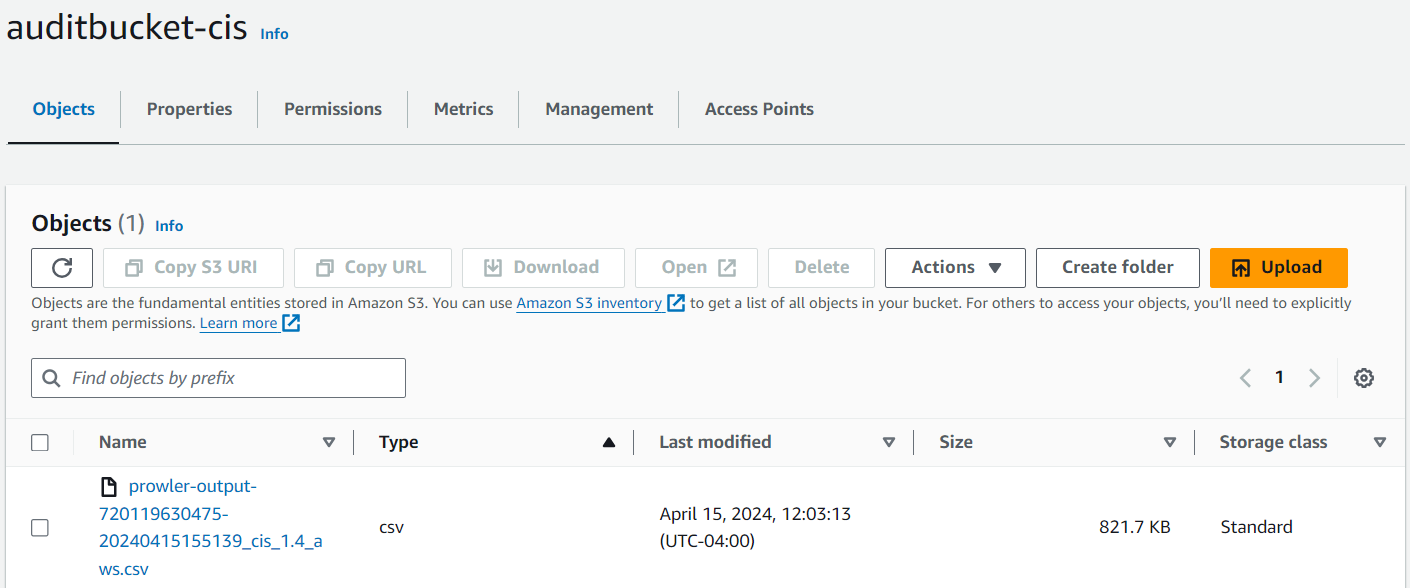 auditbucket-cis Info
Objects Properties Permissions Metrics Management Access Points
Objects (1) Info
Copy S3 URI Copy URL Download Open Delete Actions Create folder Upload
Objects are the fundamental entities stored in Amazon S3. You can use Amazon S3 inventory to get a list of all objects in your bucket. For others to access your objects, you'll need to explicitly
grant them permissions. Learn more
Find objects by prefix 1
Name Type Last modified Size Storage class
prowler-output-
720119630475-
20240415155139_cis_1.4_a
ws.csv
csv
April 15, 2024, 12:03:13
(UTC-04:00)
821.7 KB
Standard